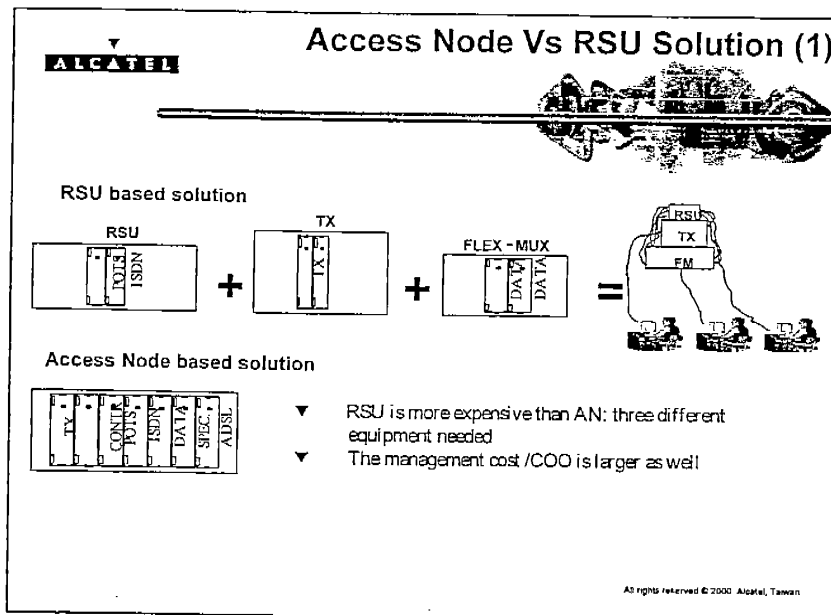 Access Node Vs RSU Solution (1)
ALCATEL
RSU based solution
RSU
POTS
ISDN
+
TX
TX
+
FLEX-MUX
DATA
DATA
=
RSU
TX
FM
Access Node based solution
TX
CONTR
POTS
ISDN
DATA
SPEC.
ADSL
RSU is more expensive than AN: three different
equipment needed
The management cost /COO is larger as well
All rights reserved © 2000 Alcatel, Taiwan